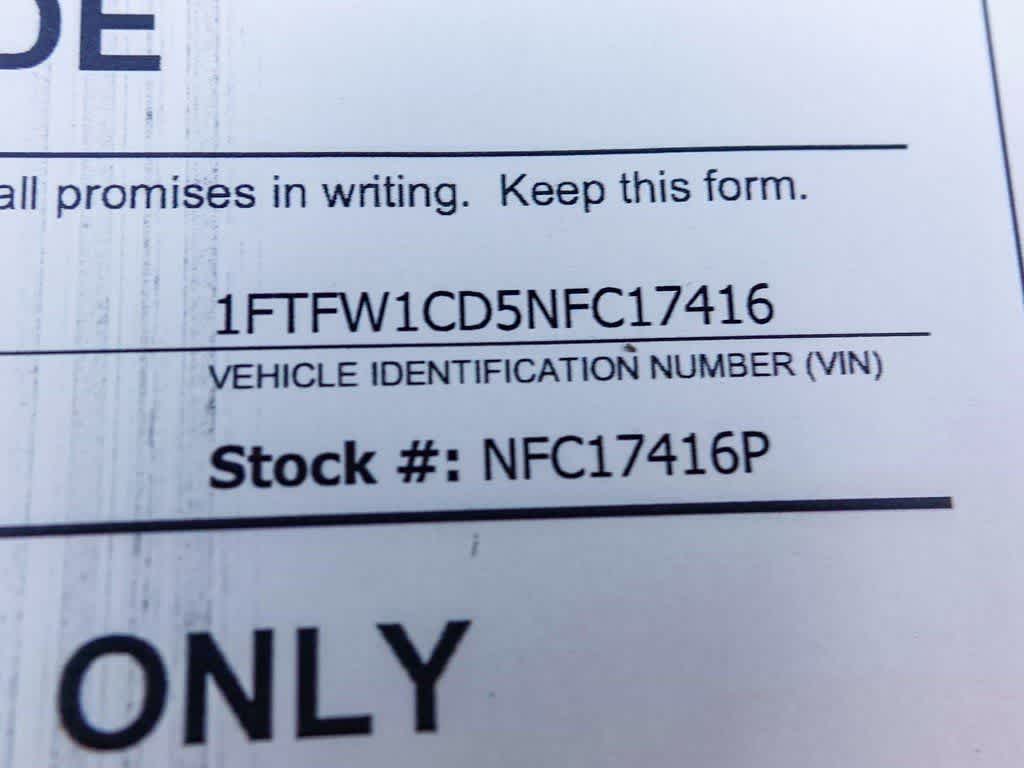 DE
all promises in writing. Keep this form.
1FTFW1CD5NFC17416
VEHICLE IDENTIFICATION NUMBER (VIN)
Stock #: NFC17416P
ONLY